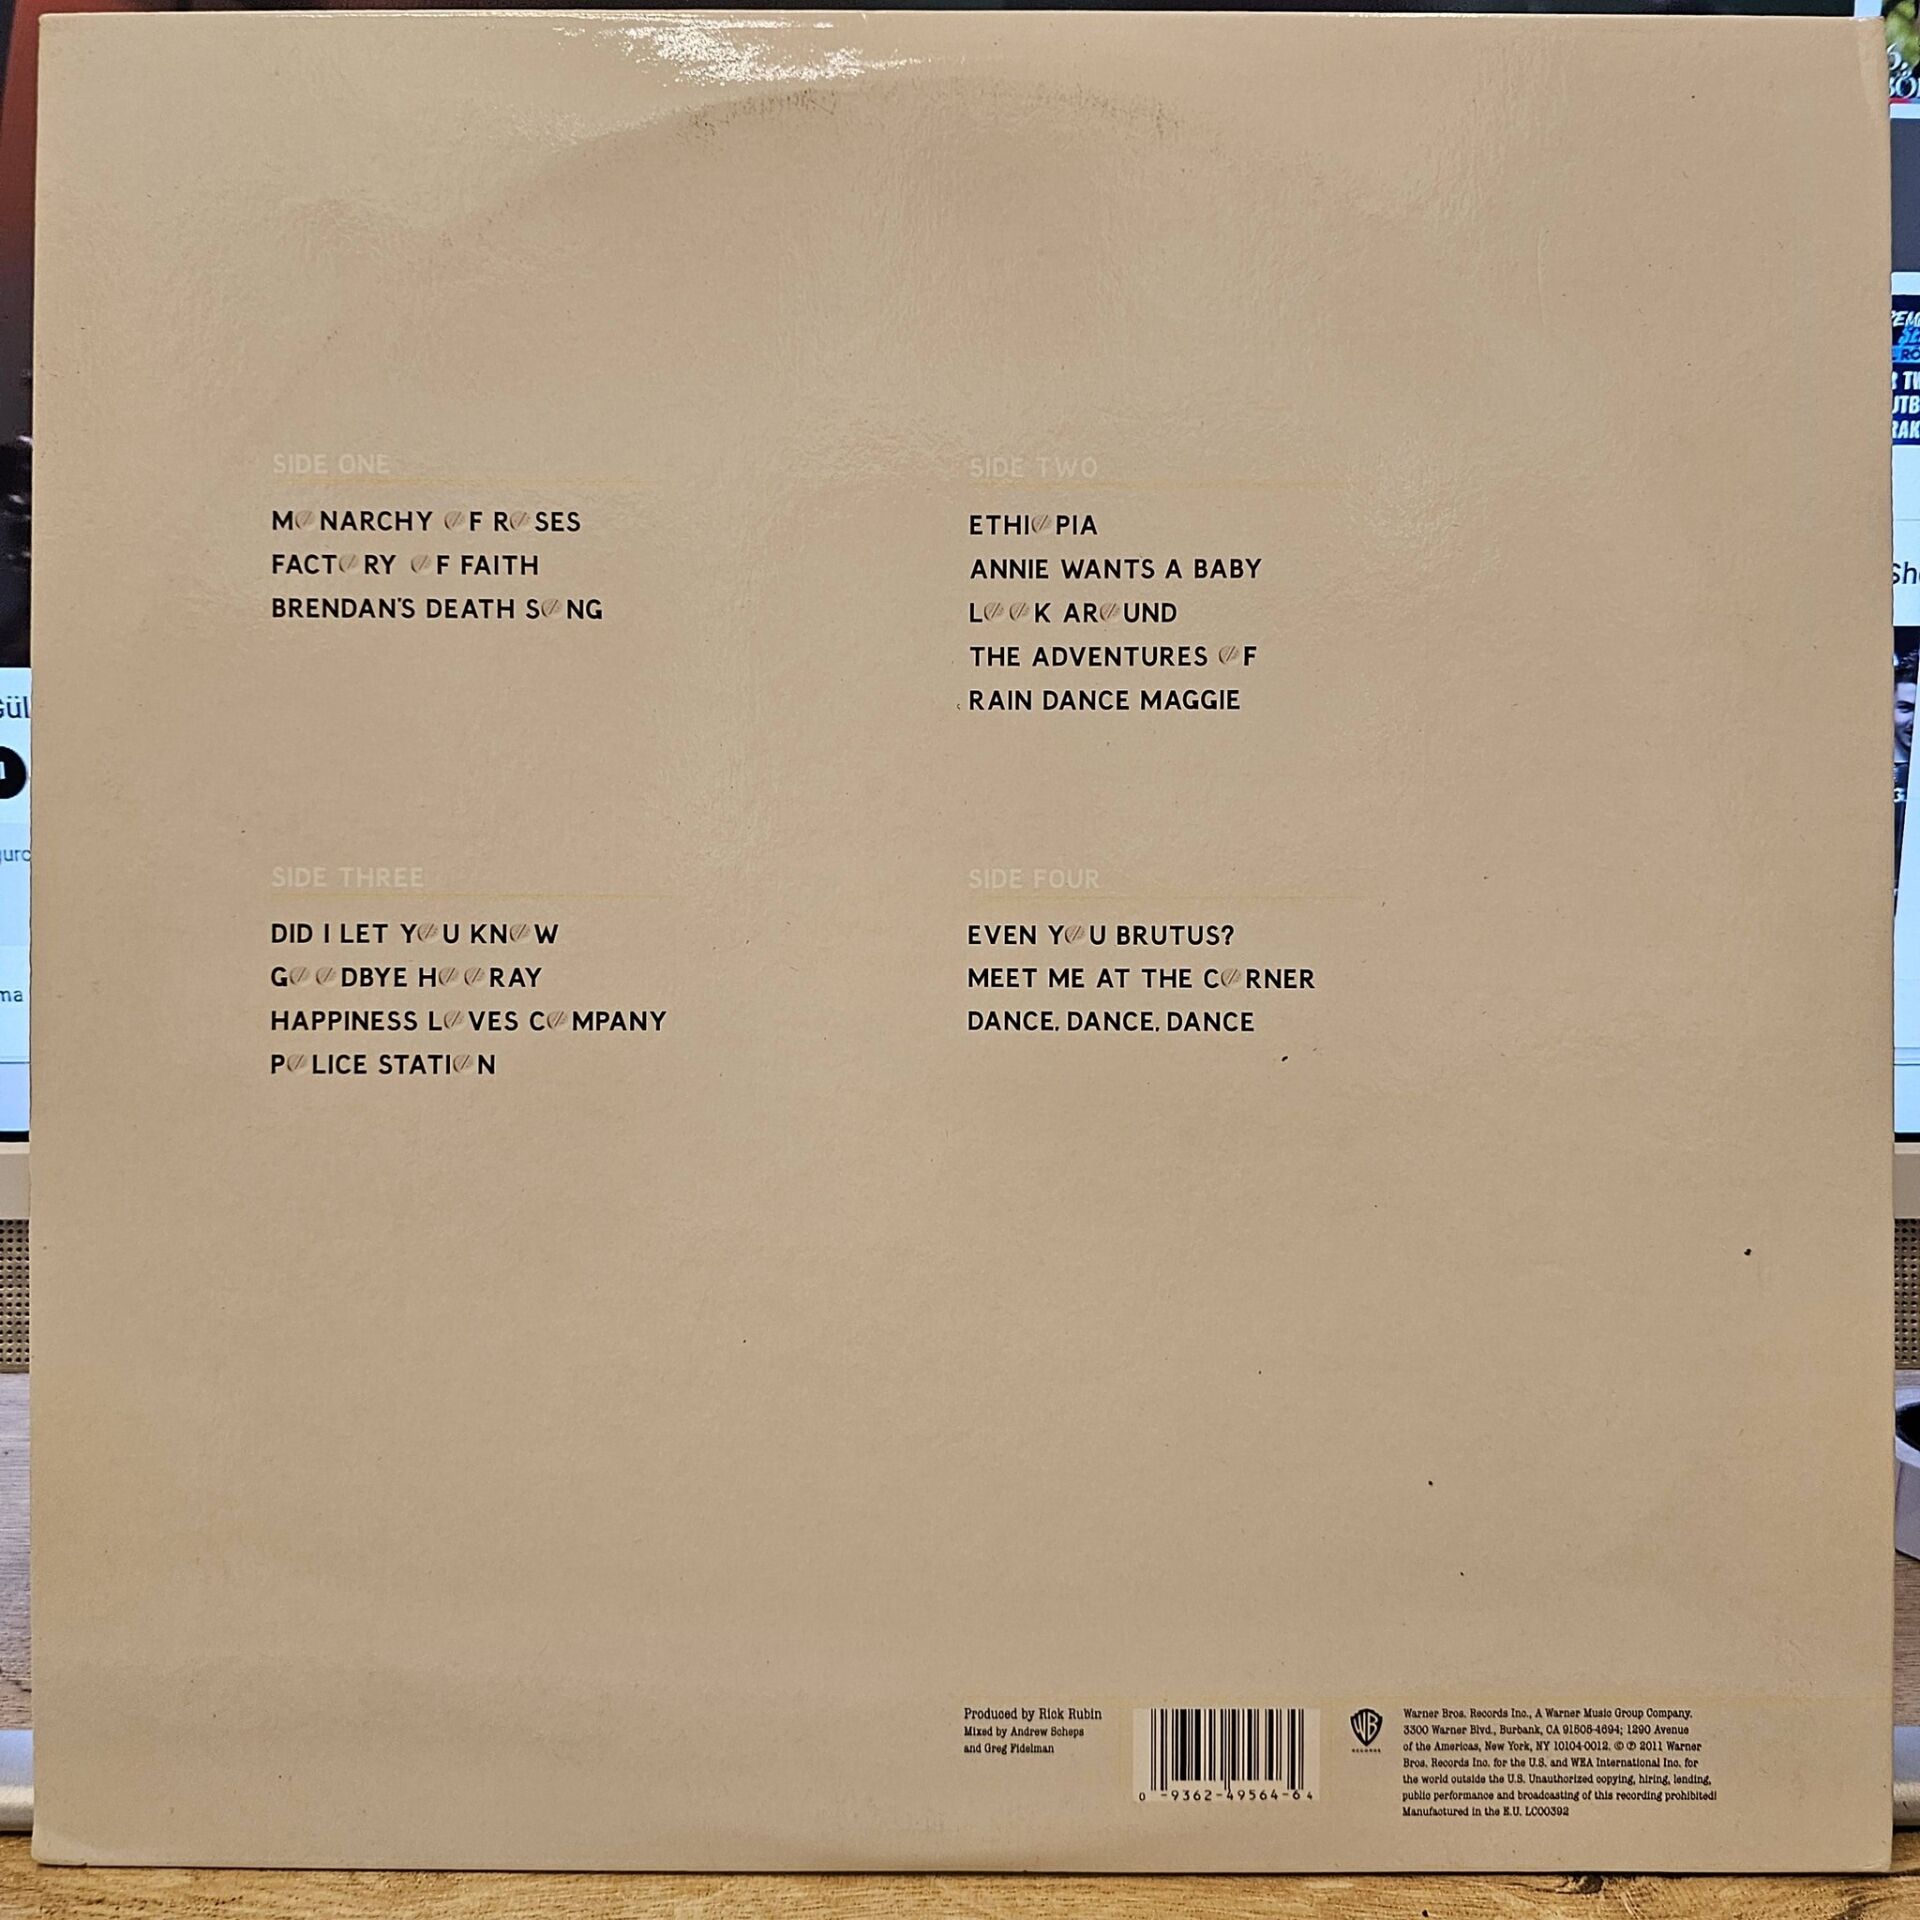 SIDE ONE
MONARCHY OF ROSES
FACTORY OF FAITH
BRENDAN'S DEATH SONG
SIDE TWO
ETHIOPIA
ANNIE WANTS A BABY
LOOK AROUND
THE ADVENTURES OF
RAIN DANCE MAGGIE
SIDE THREE
DID I LET YOU KNOW
GOODBYE HOORAY
HAPPINESS LOVES COMPANY
POLICE STATION
SIDE FOUR
EVEN YOU BRUTUS?
MEET ME AT THE CORNER
DANCE, DANCE, DANCE
Produced by Rick Rubin
Mixed by Andrew Scheps
and Greg Fidelman
0 -9362-49564-6 4
WB
RECORDS
Warner Bros. Records Inc., A Warner Music Group Company.
3300 Warner Blvd., Burbank, CA 91505-4694; 1290 Avenue
of the Americas, New York, NY 10104-0012. © ℗ 2011 Warner
Bros. Records Inc. for the U.S. and WEA International Inc. for
the world outside the U.S. Unauthorized copying, hiring, lending,
public performance and broadcasting of this recording prohibited!
Manufactured in the E.U. LC00392